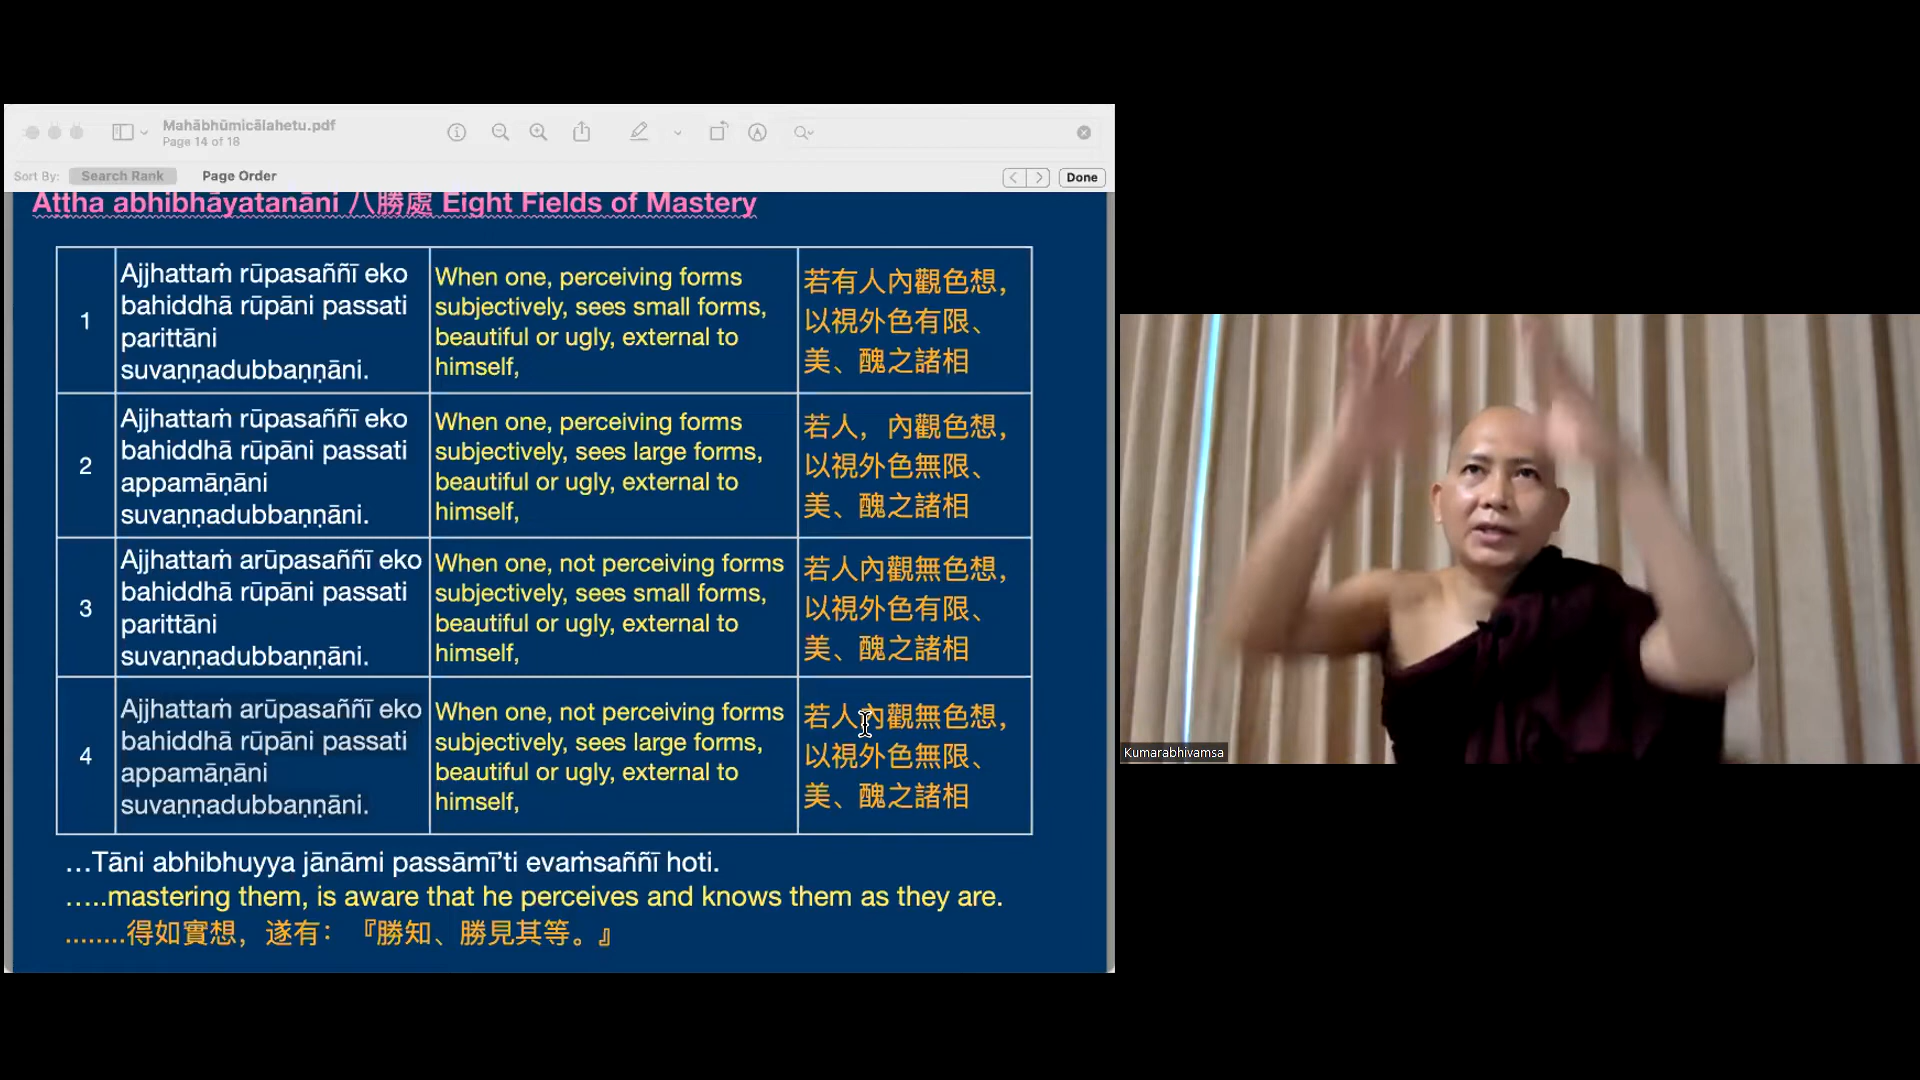 Mahābhūmicālahetu.pdf
Page 14 of 18
Sort By: Search Rank Page Order
Done
Aṭṭha abhibhāyatanāni 八勝處 Eight Fields of Mastery
1
Ajjhattaṁ rūpasaññī eko
bahiddhā rūpāni passati
parittāni
suvaṇṇadubbaṇṇāni.
When one, perceiving forms
subjectively, sees small forms,
beautiful or ugly, external to
himself,
若有人內觀色想，
以視外色有限、
美、醜之諸相
2
Ajjhattaṁ rūpasaññī eko
bahiddhā rūpāni passati
appamāṇāni
suvaṇṇadubbaṇṇāni.
When one, perceiving forms
subjectively, sees large forms,
beautiful or ugly, external to
himself,
若人，內觀色想，
以視外色無限、
美、醜之諸相
3
Ajjhattaṁ arūpasaññī eko
bahiddhā rūpāni passati
parittāni
suvaṇṇadubbaṇṇāni.
When one, not perceiving forms
subjectively, sees small forms,
beautiful or ugly, external to
himself,
若人內觀無色想，
以視外色有限、
美、醜之諸相
4
Ajjhattaṁ arūpasaññī eko
bahiddhā rūpāni passati
appamāṇāni
suvaṇṇadubbaṇṇāni.
When one, not perceiving forms
subjectively, sees large forms,
beautiful or ugly, external to
himself,
若人內觀無色想，
以視外色無限、
美、醜之諸相
…Tāni abhibhuyya jānāmi passāmī’ti evaṁsaññī hoti.
…..mastering them, is aware that he perceives and knows them as they are.
........得如實想，遂有：『勝知、勝見其等。』
Kumarabhivamsa